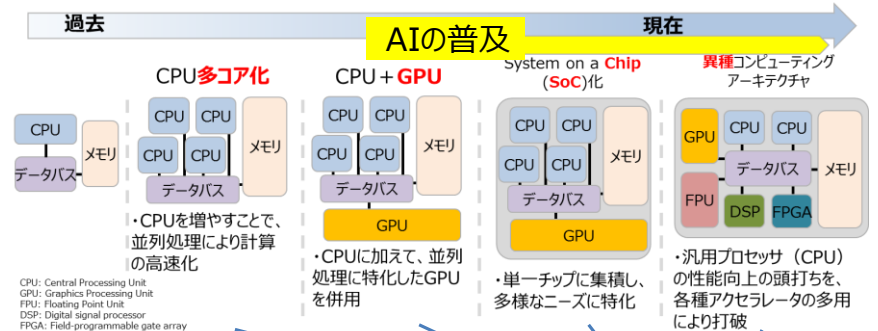 過去
AIの普及
現在
CPU多コア化
CPU＋GPU
System on a Chip
(SoC)化
異種コンピューティング
アーキテクチャ
CPU
データバス
メモリ
CPU CPU
CPU CPU
データバス
メモリ
・CPUを増やすことで、
並列処理により計算
の高速化
CPU CPU
CPU CPU
データバス
メモリ
GPU
・CPUに加えて、並列
処理に特化したGPU
を併用
CPU CPU
CPU CPU
データバス
メモリ
GPU
・単一チップに集積し、
多様なニーズに特化
GPU CPU CPU
データバス
メモリ
FPU DSP FPGA
・汎用プロセッサ（CPU）
の性能向上の頭打ちを、
各種アクセラレータの多用
により打破
CPU: Central Processing Unit
GPU: Graphics Processing Unit
FPU: Floating Point Unit
DSP: Digital signal processor
FPGA: Field-programmable gate array